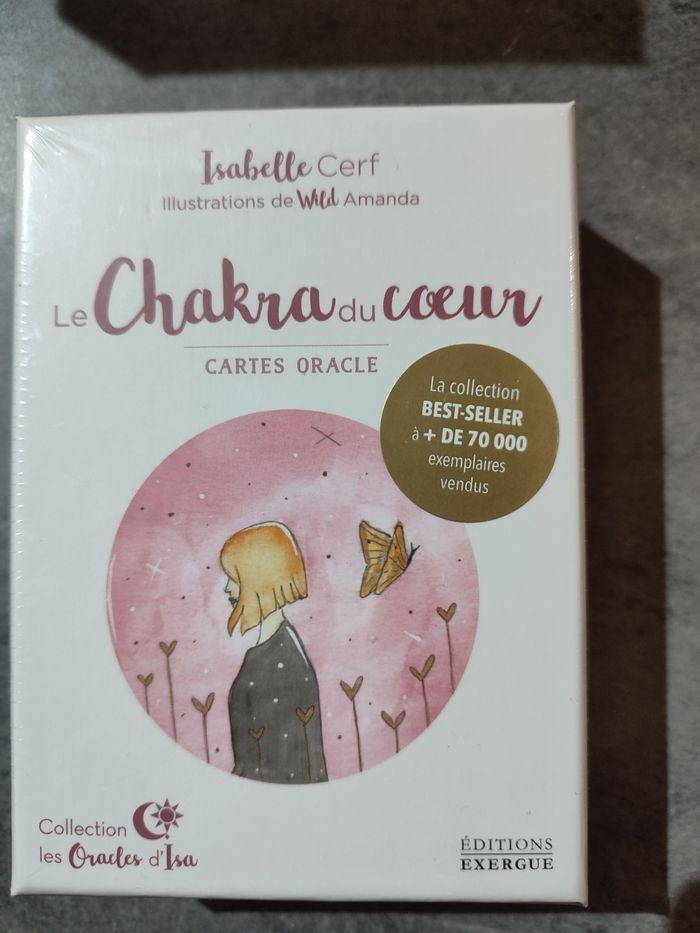 Isabelle Cerf
Illustrations de Wild Amanda
Le Chakra du cœur
CARTES ORACLE
La collection
BEST-SELLER
à + DE 70 000
exemplaires
vendus
Collection
les Oracles d'Isa
ÉDITIONS
EXERGUE